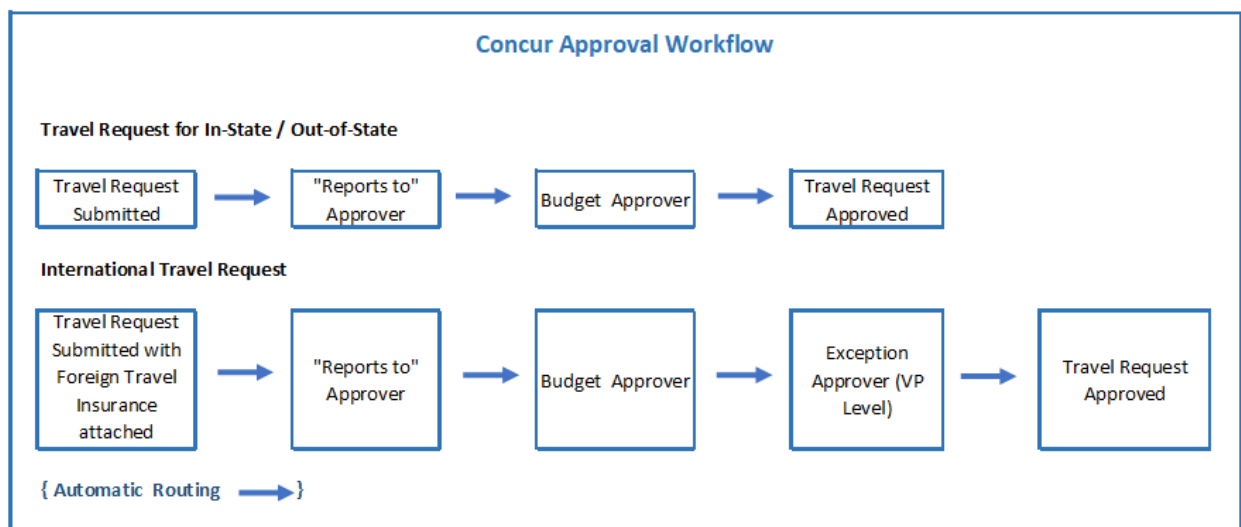 Concur Approval Workflow
Travel Request for In-State / Out-of-State
Travel Request
Submitted
"Reports to"
Approver
Budget Approver
Travel Request
Approved
International Travel Request
Travel Request
Submitted with
Foreign Travel
Insurance
attached
"Reports to"
Approver
Budget Approver
Exception
Approver (VP
Level)
Travel Request
Approved
{ Automatic Routing }